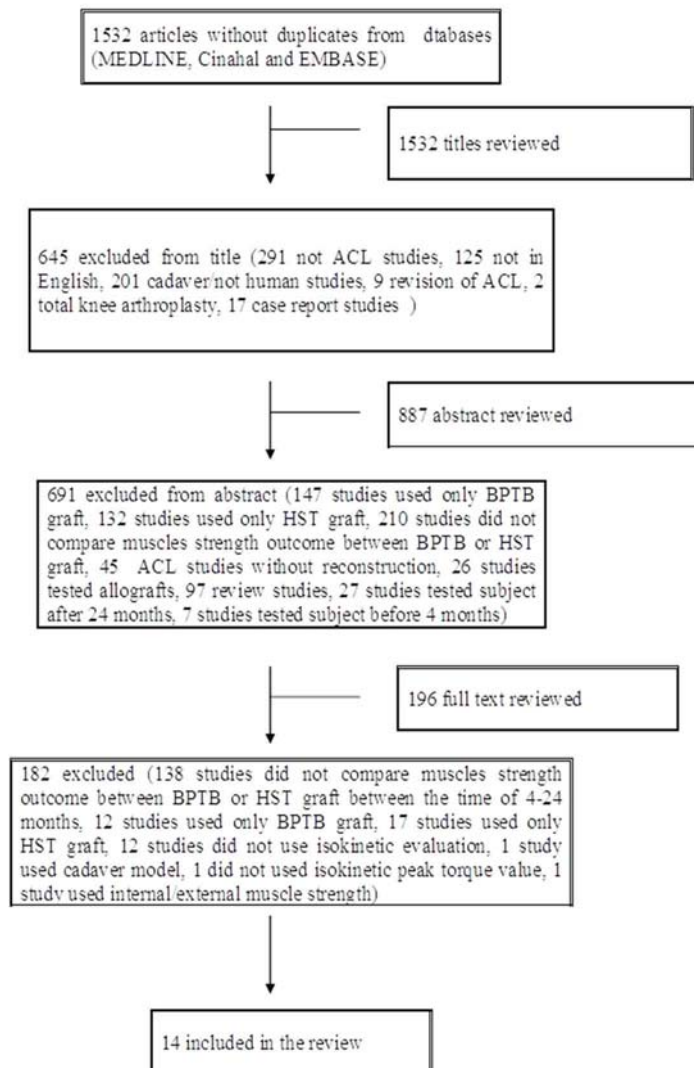 1532 articles without duplicates from dtabases
(MEDLINE, Cinahal and EMBASE)
1532 titles reviewed
645 excluded from title (291 not ACL studies, 125 not in
English, 201 cadaver/not human studies, 9 revision of ACL, 2
total knee arthroplasty, 17 case report studies )
887 abstract reviewed
691 excluded from abstract (147 studies used only BPTB
graft, 132 studies used only HST graft, 210 studies did not
compare muscles strength outcome between BPTB or HST
graft, 45 ACL studies without reconstruction, 26 studies
tested allografts, 97 review studies, 27 studies tested subject
after 24 months, 7 studies tested subject before 4 months)
196 full text reviewed
182 excluded (138 studies did not compare muscles strength
outcome between BPTB or HST graft between the time of 4-24
months, 12 studies used only BPTB graft, 17 studies used only
HST graft, 12 studies did not use isokinetic evaluation, 1 study
used cadaver model, 1 did not used isokinetic peak torque value, 1
study used internal/external muscle strength)
14 included in the review